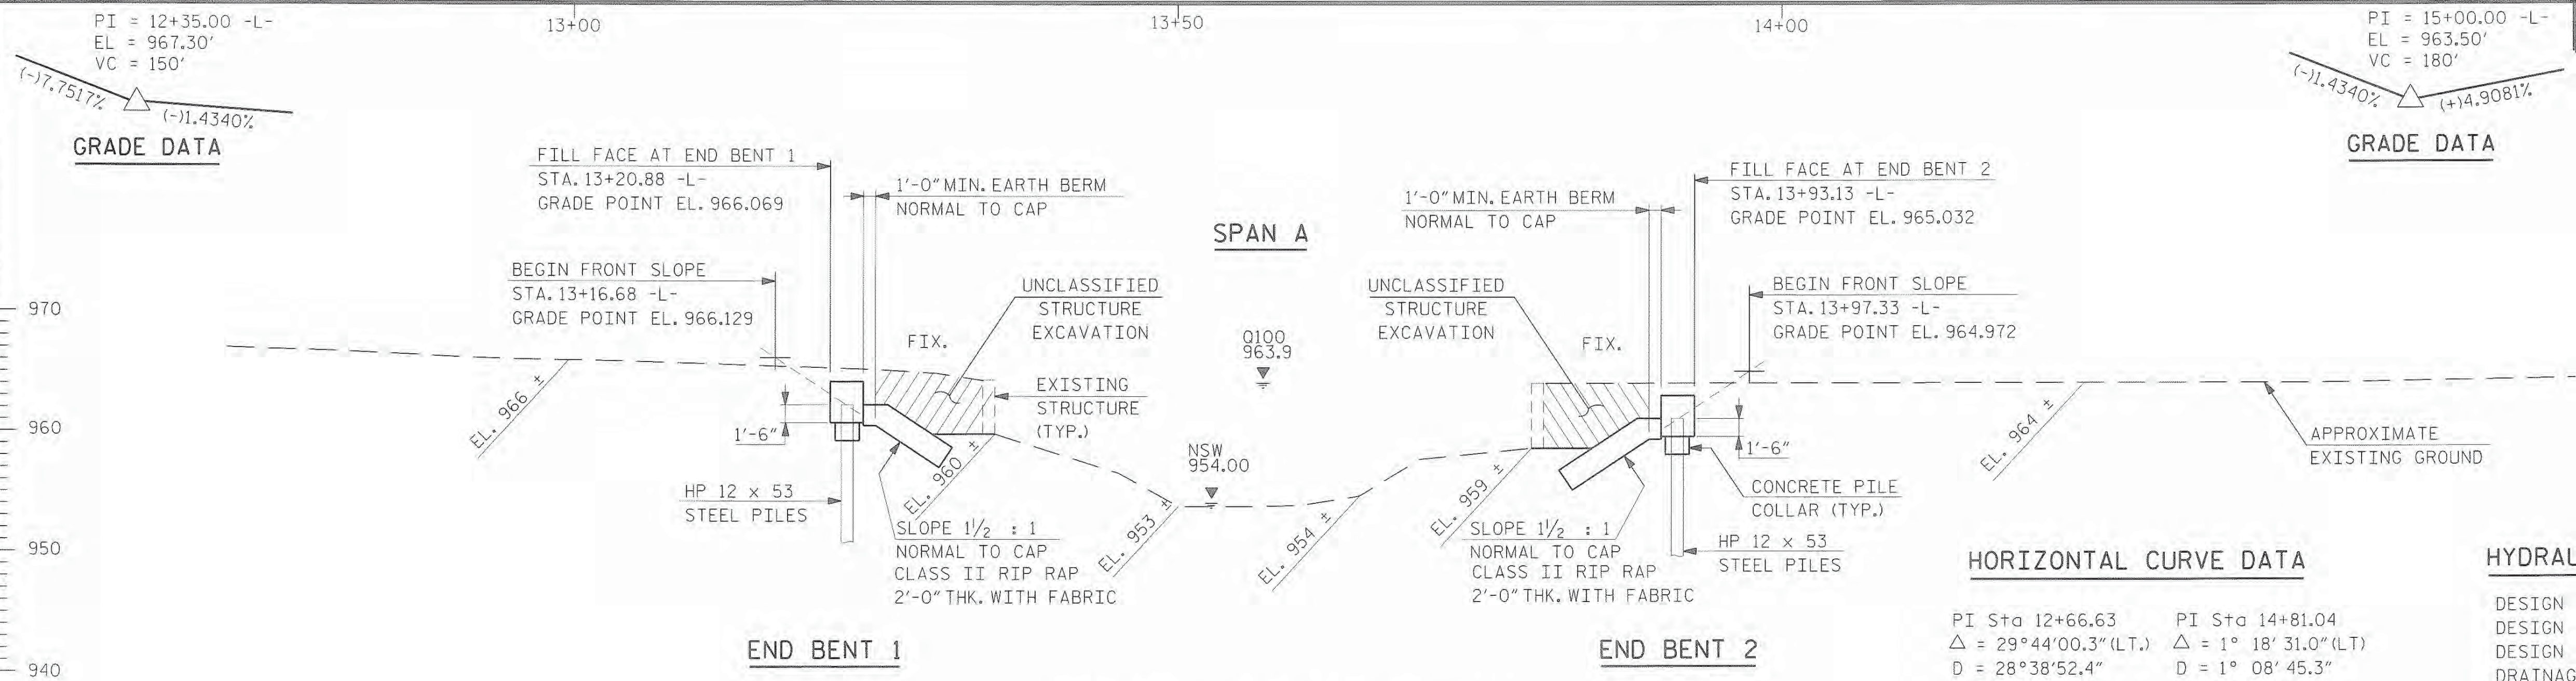 PI = 12+35.00 -L-
EL = 967.30'
VC = 150'
(-)7.7517%
(-)1.4340%
GRADE DATA
13+00
13+50
14+00
PI = 15+00.00 -L-
EL = 963.50'
VC = 180'
(-)1.4340%
(+)4.9081%
GRADE DATA
FILL FACE AT END BENT 1
STA. 13+20.88 -L-
GRADE POINT EL. 966.069
1'-0" MIN. EARTH BERM
NORMAL TO CAP
SPAN A
1'-0" MIN. EARTH BERM
NORMAL TO CAP
FILL FACE AT END BENT 2
STA. 13+93.13 -L-
GRADE POINT EL. 965.032
BEGIN FRONT SLOPE
STA. 13+16.68 -L-
GRADE POINT EL. 966.129
UNCLASSIFIED
STRUCTURE
EXCAVATION
FIX.
Q100
963.9
UNCLASSIFIED
STRUCTURE
EXCAVATION
FIX.
BEGIN FRONT SLOPE
STA. 13+97.33 -L-
GRADE POINT EL. 964.972
970
960
950
940
EL. 966 ±
1'-6"
EXISTING
STRUCTURE
(TYP.)
EL. 960 ±
HP 12 x 53
STEEL PILES
SLOPE 1½ : 1
NORMAL TO CAP
CLASS II RIP RAP
2'-0" THK. WITH FABRIC
EL. 953 ±
NSW
954.00
EL. 954 ±
EL. 959 ±
SLOPE 1½ : 1
NORMAL TO CAP
CLASS II RIP RAP
2'-0" THK. WITH FABRIC
1'-6"
CONCRETE PILE
COLLAR (TYP.)
HP 12 x 53
STEEL PILES
EL. 964 ±
APPROXIMATE
EXISTING GROUND
END BENT 1
END BENT 2
HORIZONTAL CURVE DATA
PI Sta 12+66.63
△ = 29°44'00.3" (LT.)
D = 28°38'52.4"
PI Sta 14+81.04
△ = 1° 18' 31.0" (LT)
D = 1° 08' 45.3"
HYDRAUL
DESIGN
DESIGN
DESIGN
DRAINAG